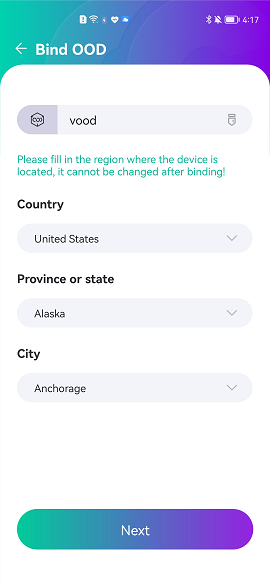 4:17
Bind OOD
vood
Please fill in the region where the device is
located, it cannot be changed after binding!
Country
United States
Province or state
Alaska
City
Anchorage
Next